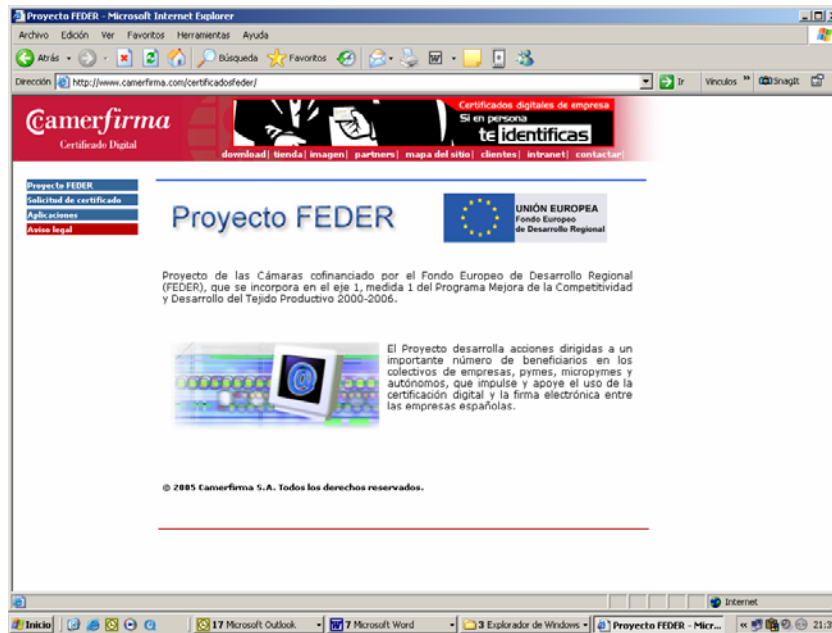 Proyecto FEDER - Microsoft Internet Explorer
Archivo Edición Ver Favoritos Herramientas Ayuda
Atrás Búsqueda Favoritos
Dirección http://www.camerfirma.com/certificadosfeder/ Ir Vínculos SnagIt
Camerfirma
Certificado Digital
Certificados digitales de empresa
Si en persona
te identificas
download| tienda| imagen| partners| mapa del sitio| clientes| intranet| contactar|
Proyecto FEDER
Solicitud de certificado
Aplicaciones
Aviso legal
Proyecto FEDER
UNIÓN EUROPEA
Fondo Europeo
de Desarrollo Regional
Proyecto de las Cámaras cofinanciado por el Fondo Europeo de Desarrollo Regional
(FEDER), que se incorpora en el eje 1, medida 1 del Programa Mejora de la Competitividad
y Desarrollo del Tejido Productivo 2000-2006.
El Proyecto desarrolla acciones dirigidas a un
importante número de beneficiarios en los
colectivos de empresas, pymes, micropymes y
autónomos, que impulse y apoye el uso de la
certificación digital y la firma electrónica entre
las empresas españolas.
@
© 2005 Camerfirma S.A. Todos los derechos reservados.
Internet
Inicio 17 Microsoft Outlook 7 Microsoft Word 3 Explorador de Windows Proyecto FEDER - Micr...